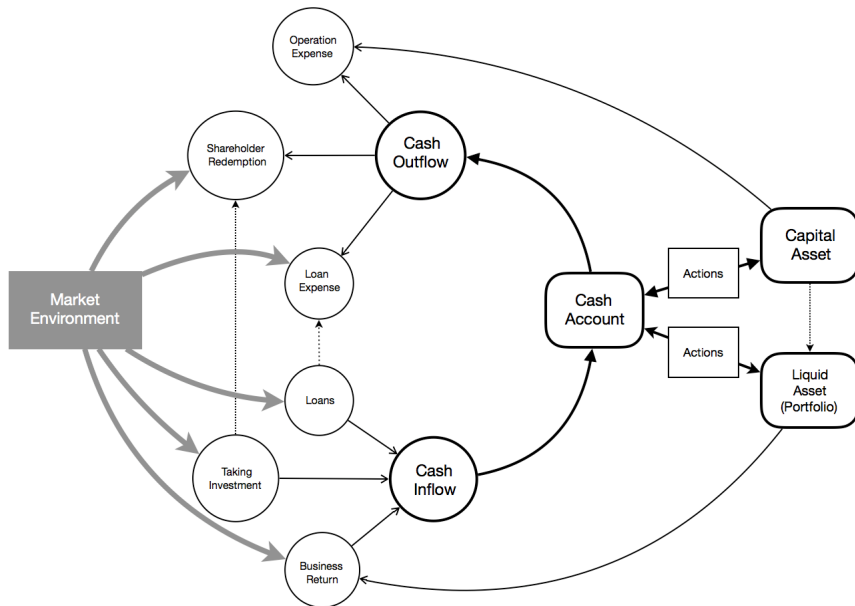 Operation
Expense
Shareholder
Redemption
Cash
Outflow
Capital
Asset
Actions
Loan
Expense
Market
Environment
Cash
Account
Actions
Liquid
Asset
(Portfolio)
Loans
Taking
Investment
Cash
Inflow
Business
Return